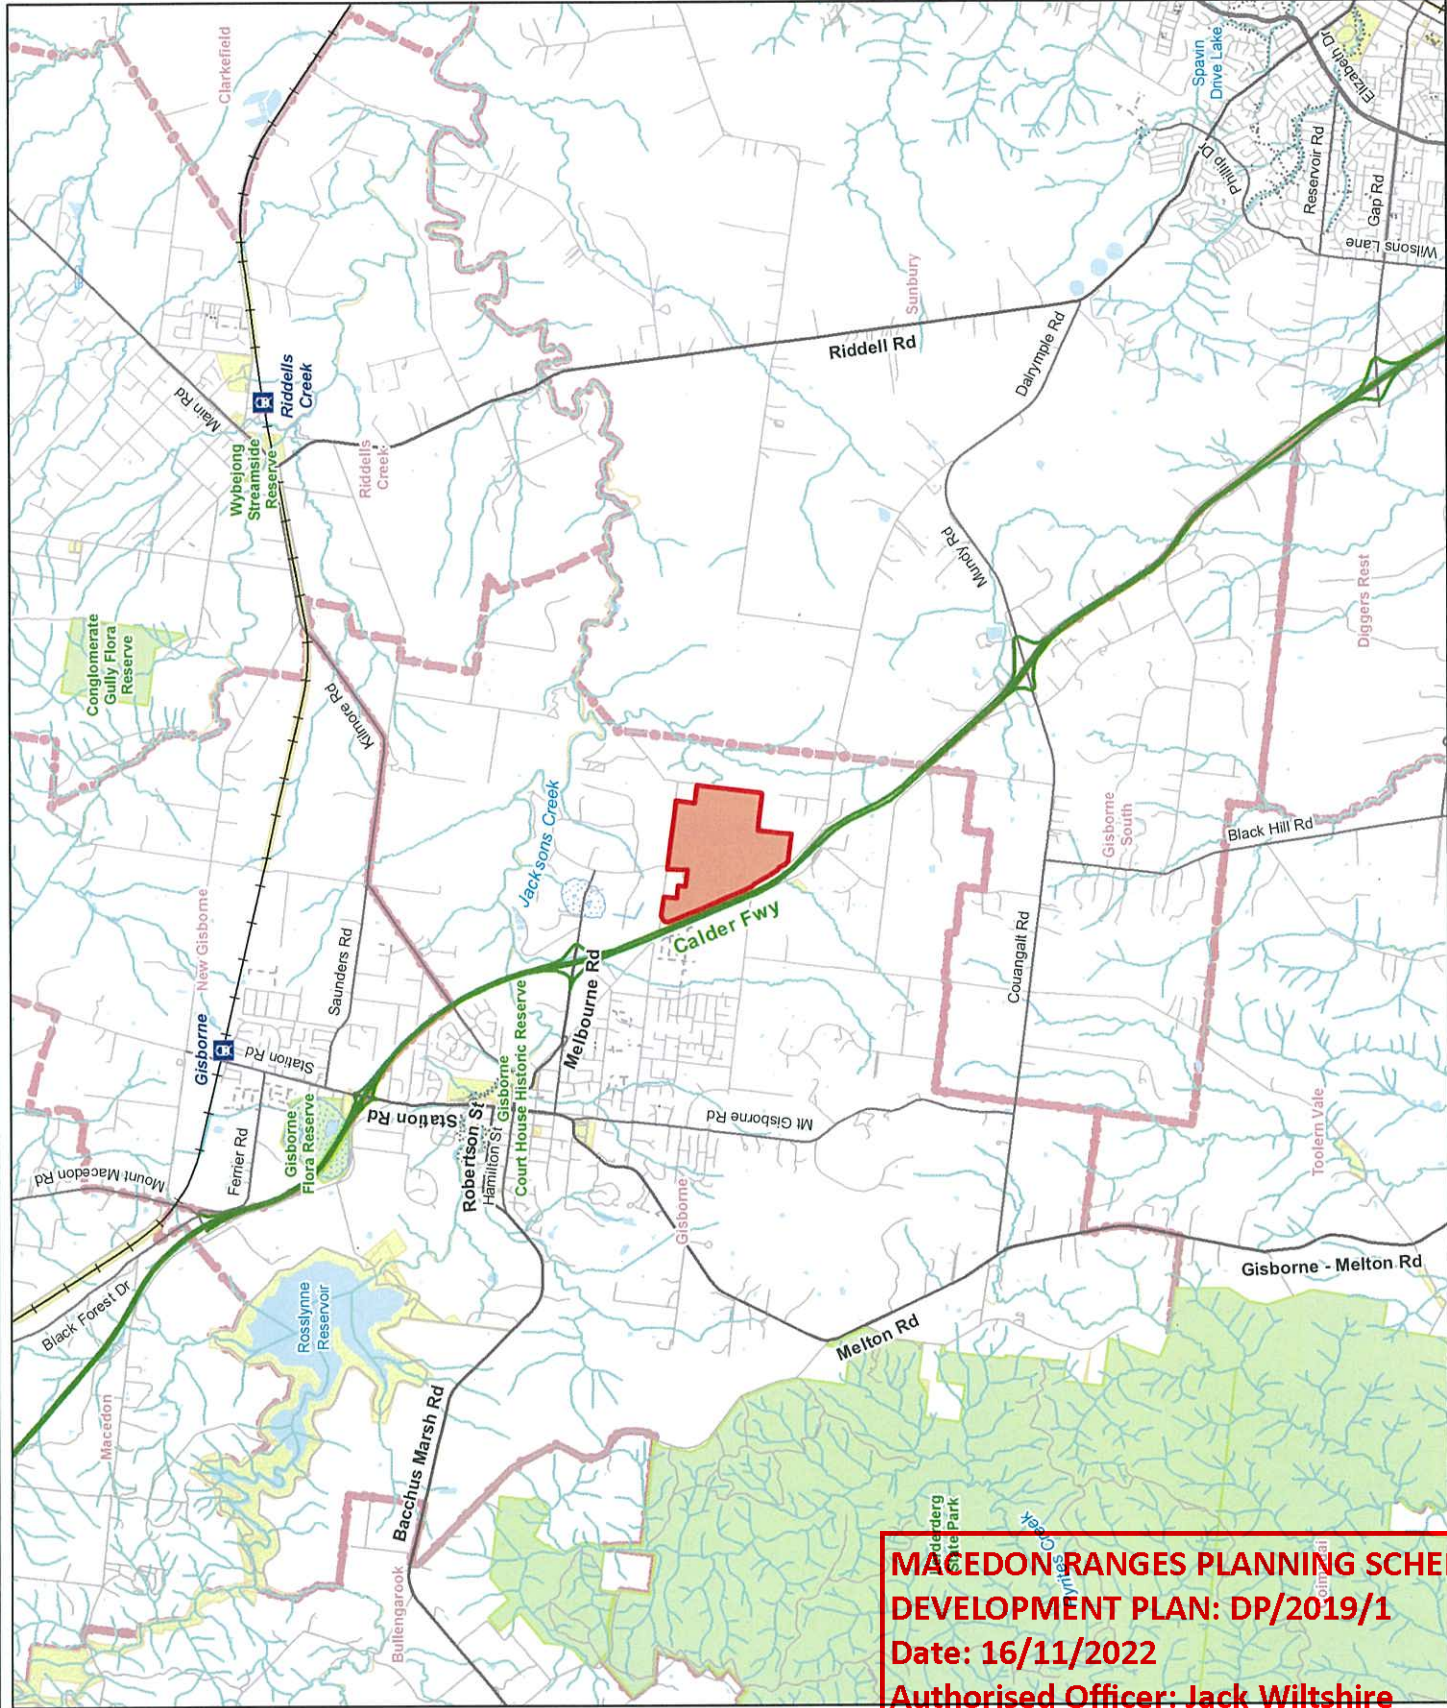 Clarkefield
Spavin
Drive Lake
Elizabeth Dr
Phillip Dr
Reservoir Rd
Gap Rd
Wilsons Lane
Sunbury
Riddell Rd
Dalrymple Rd
Main Rd
Riddells
Creek
Wybejong
Streamside
Reserve
Riddells
Creek
Mundy Rd
Conglomerate
Gully Flora
Reserve
Kilmore Rd
Diggers Rest
Jacksons Creek
Gisborne
South
Black Hill Rd
New Gisborne
Saunders Rd
Calder Fwy
Couangalt Rd
Gisborne
Station Rd
Melbourne Rd
Gisborne
Court House Historic Reserve
Gisborne
Flora Reserve
Station Rd
Robertson St
Hamilton St
Mt Gisborne Rd
Ferrier Rd
Mount Macedon Rd
Toolern Vale
Gisborne
Rosslynne
Reservoir
Black Forest Dr
Gisborne - Melton Rd
Melton Rd
Macedon
Bacchus Marsh Rd
Bullengarook
State Park
Creek
MACEDON RANGES PLANNING SCHE
DEVELOPMENT PLAN: DP/2019/1
Date: 16/11/2022
Authorised Officer: Jack Wiltshire